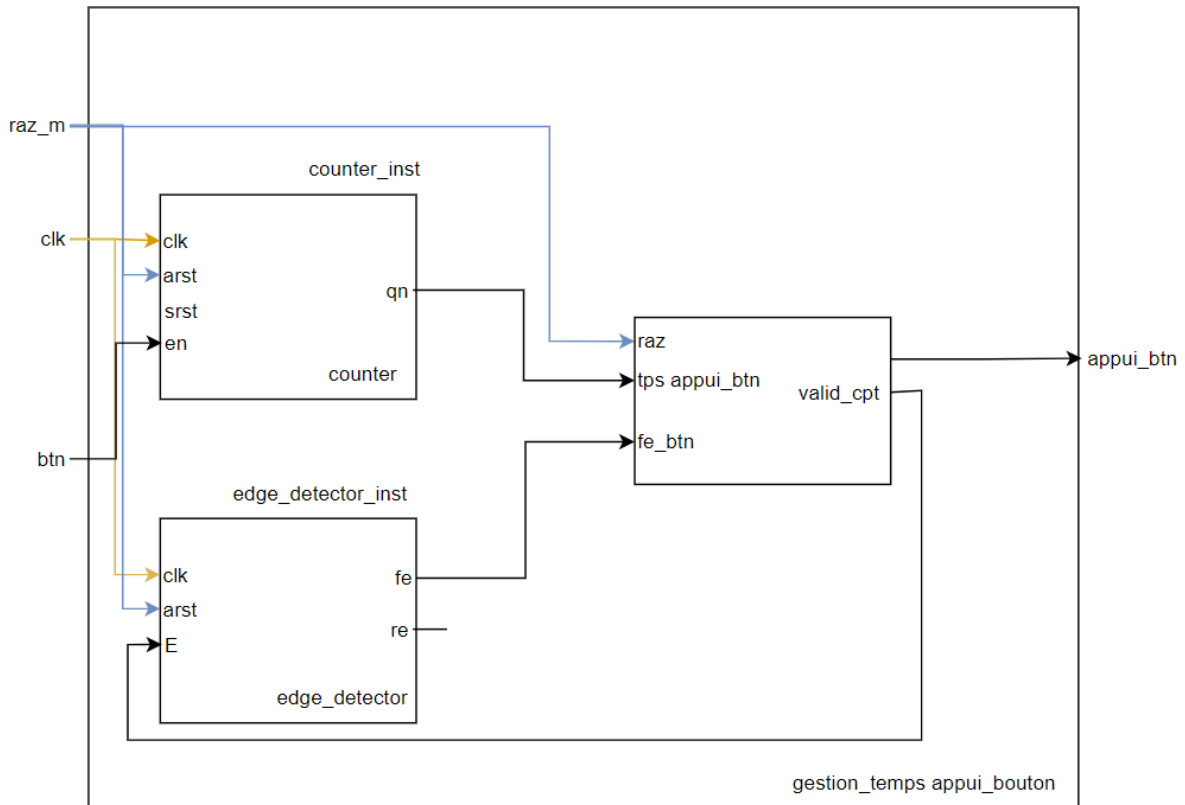 raz_m
counter_inst
clk
clk
arst
srst
en
qn
counter
raz
tps appui_btn
fe_btn
valid_cpt
appui_btn
btn
edge_detector_inst
clk
arst
E
fe
re
edge_detector
gestion_temps appui_bouton